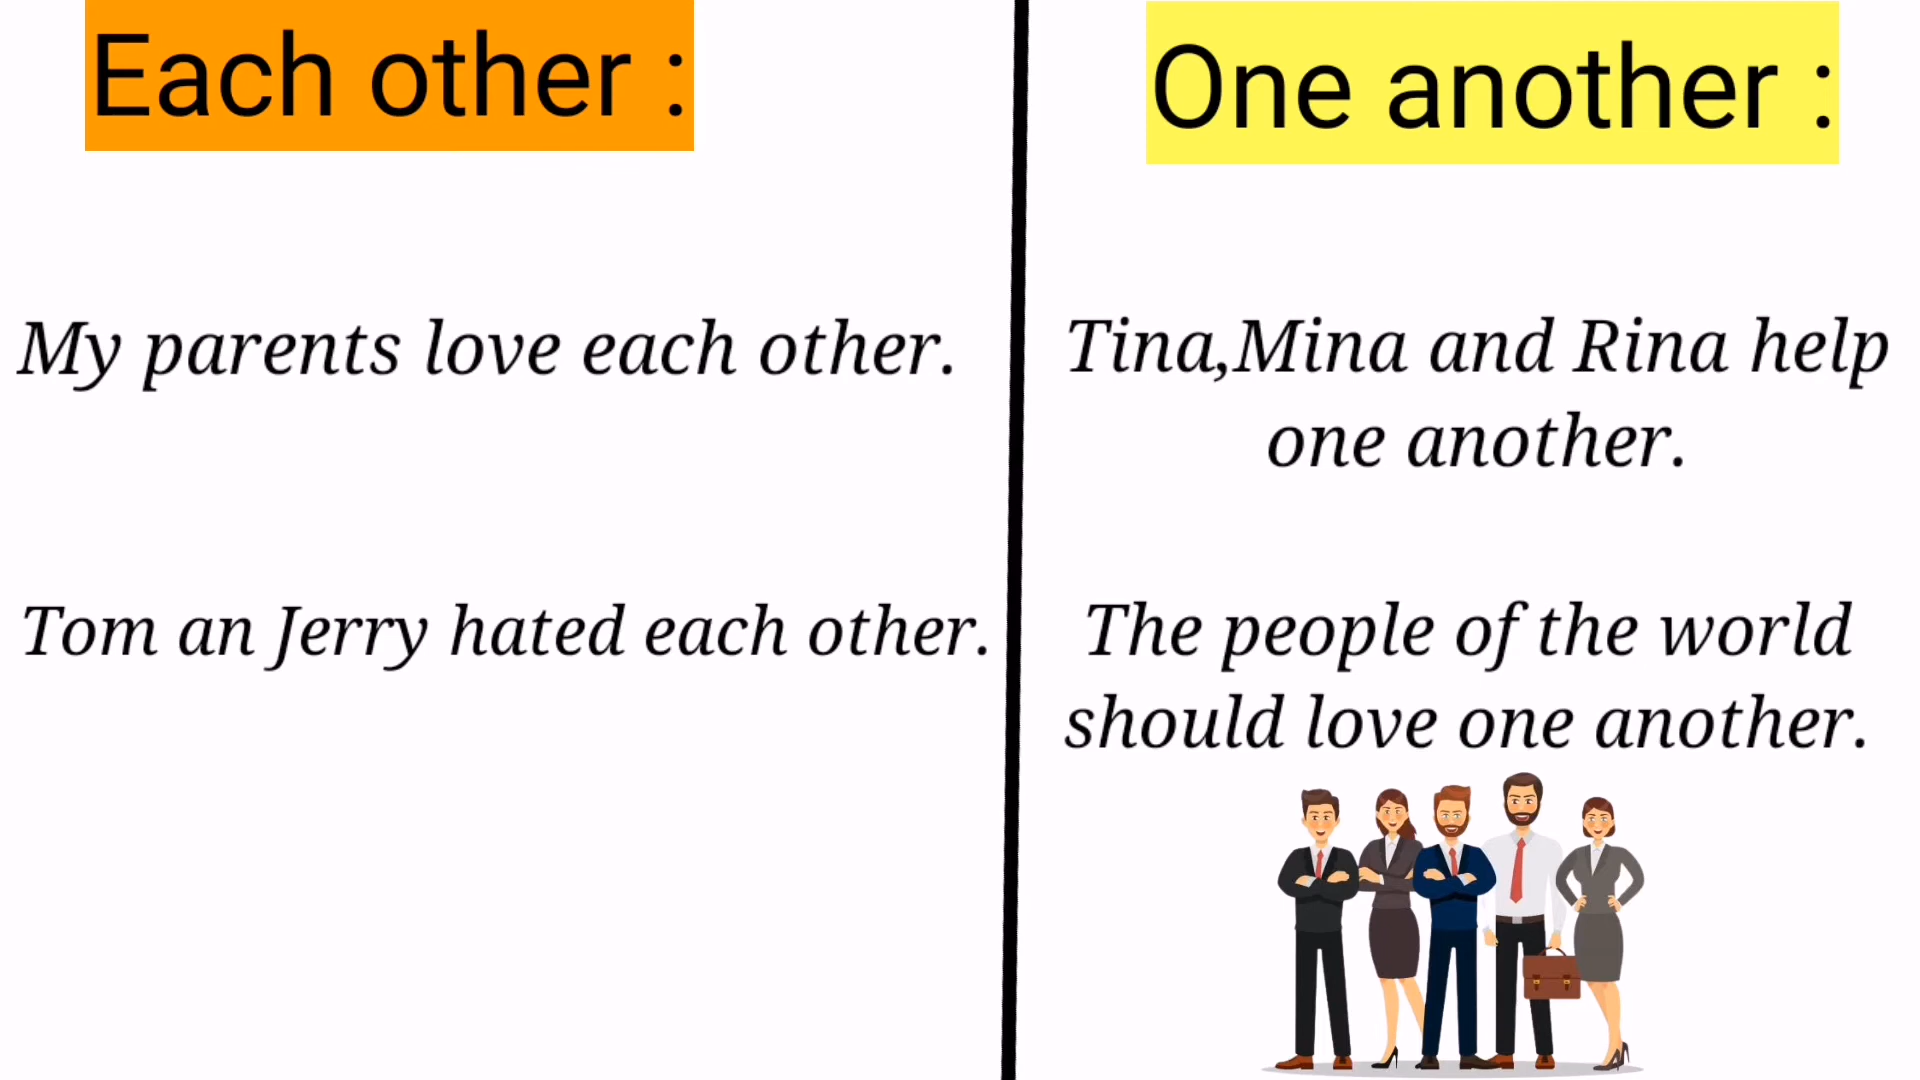 Each other :
My parents love each other.
Tom an Jerry hated each other.
One another :
Tina,Mina and Rina help
one another.
The people of the world
should love one another.